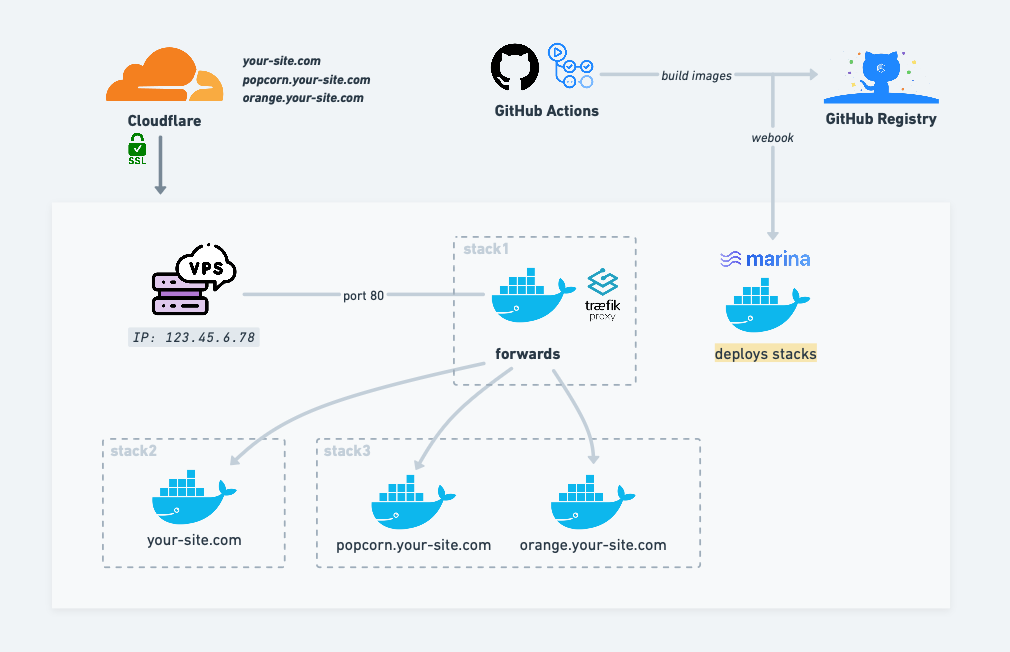 your-site.com
popcorn.your-site.com
orange.your-site.com
Cloudflare
SSL
GitHub Actions
build images
GitHub Registry
webook
VPS
IP: 123.45.6.78
port 80
stack1
træfik
proxy
forwards
marina
deploys stacks
stack2
your-site.com
stack3
popcorn.your-site.com
orange.your-site.com